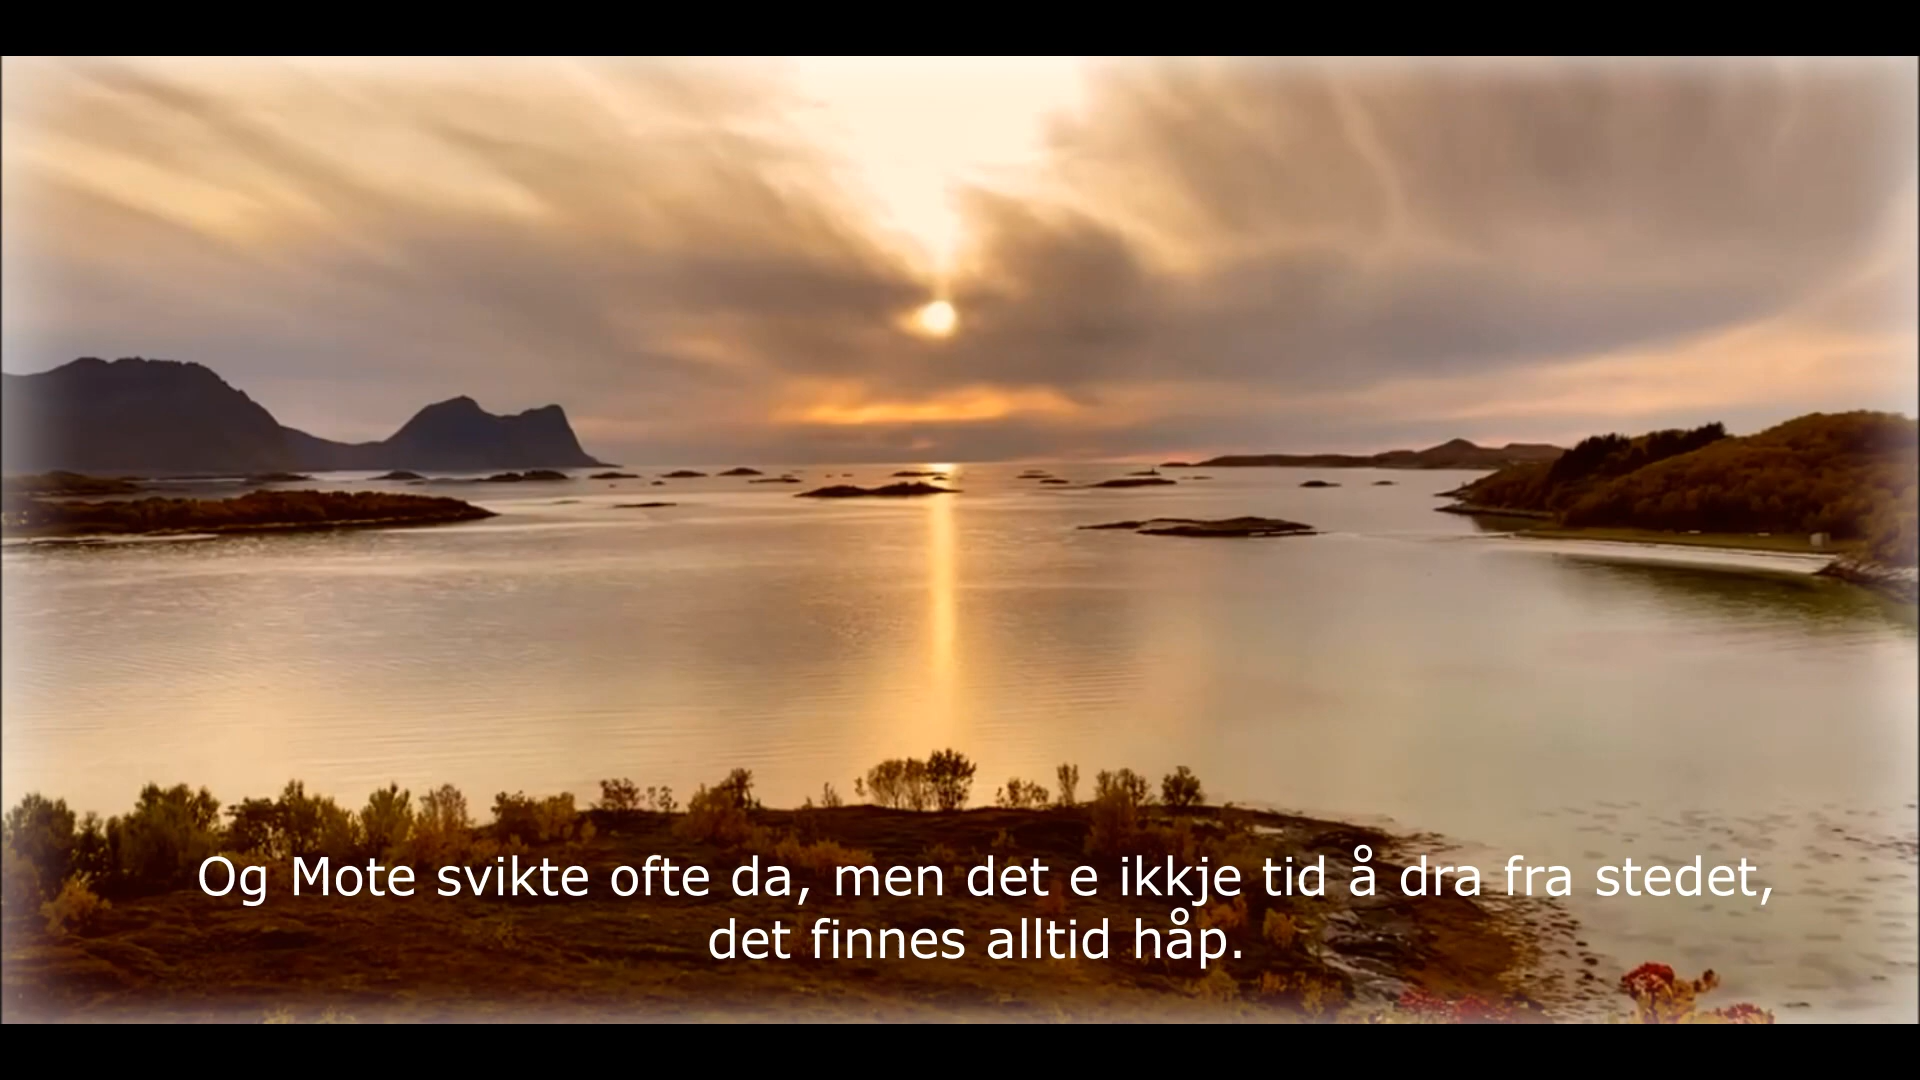 Og Mote svikte ofte da, men det e ikkje tid å dra fra stedet,
det finnes alltid håp.